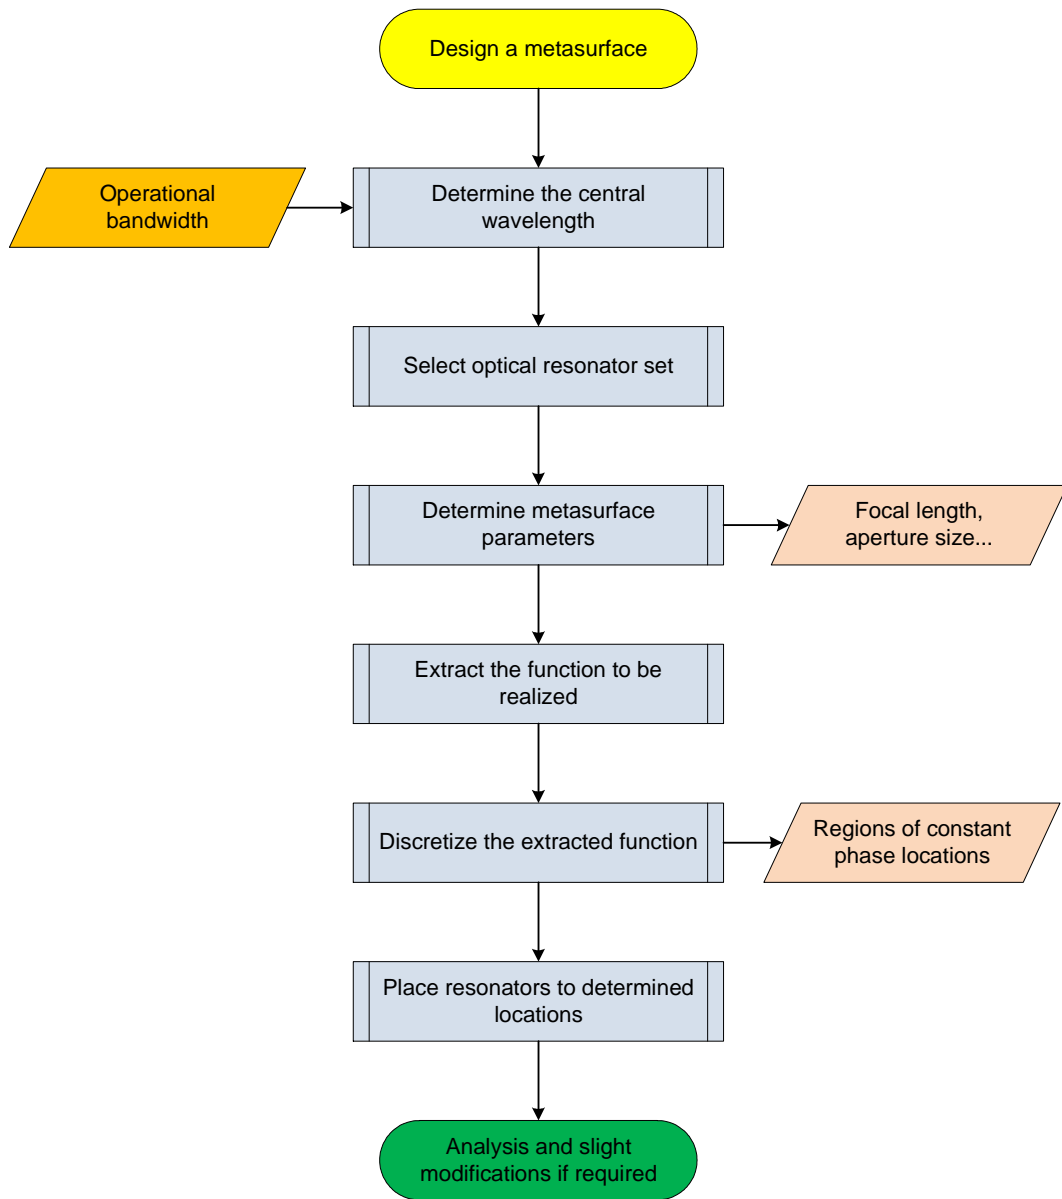 Design a metasurface
Operational
bandwidth
Determine the central
wavelength
Select optical resonator set
Determine metasurface
parameters
Focal length,
aperture size...
Extract the function to be
realized
Discretize the extracted function
Regions of constant
phase locations
Place resonators to determined
locations
Analysis and slight
modifications if required